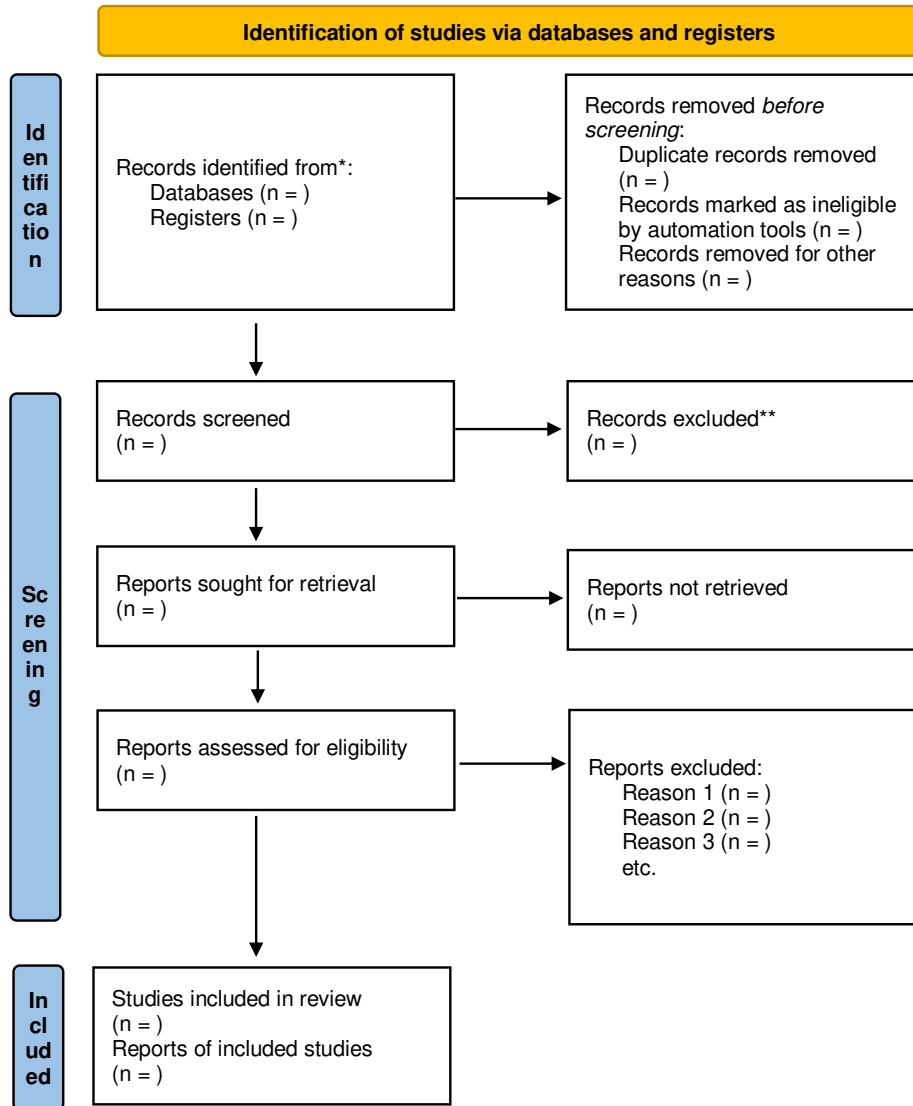 Identification of studies via databases and registers
Id
en
tifi
ca
tio
n
Records identified from*:
Databases (n = )
Registers (n = )
Records removed before
screening:
Duplicate records removed
(n = )
Records marked as ineligible
by automation tools (n = )
Records removed for other
reasons (n = )
Sc
re
en
in
g
Records screened
(n = )
Records excluded**
(n = )
Reports sought for retrieval
(n = )
Reports not retrieved
(n = )
Reports assessed for eligibility
(n = )
Reports excluded:
Reason 1 (n = )
Reason 2 (n = )
Reason 3 (n = )
etc.
In
cl
ud
ed
Studies included in review
(n = )
Reports of included studies
(n = )